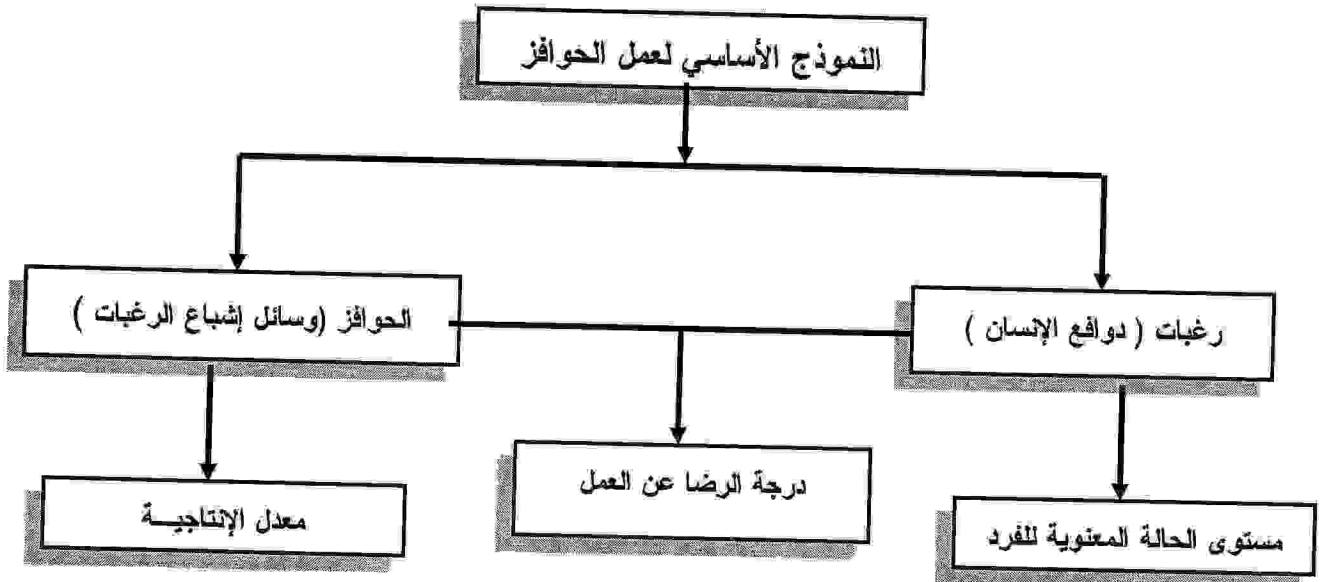 النموذج الأساسي لعمل الحوافز
رغبات ( دوافع الإنسان )
الحوافز (وسائل إشباع الرغبات )
درجة الرضا عن العمل
مستوى الحالة المعنوية للفرد
معدل الإنتاجيـــة